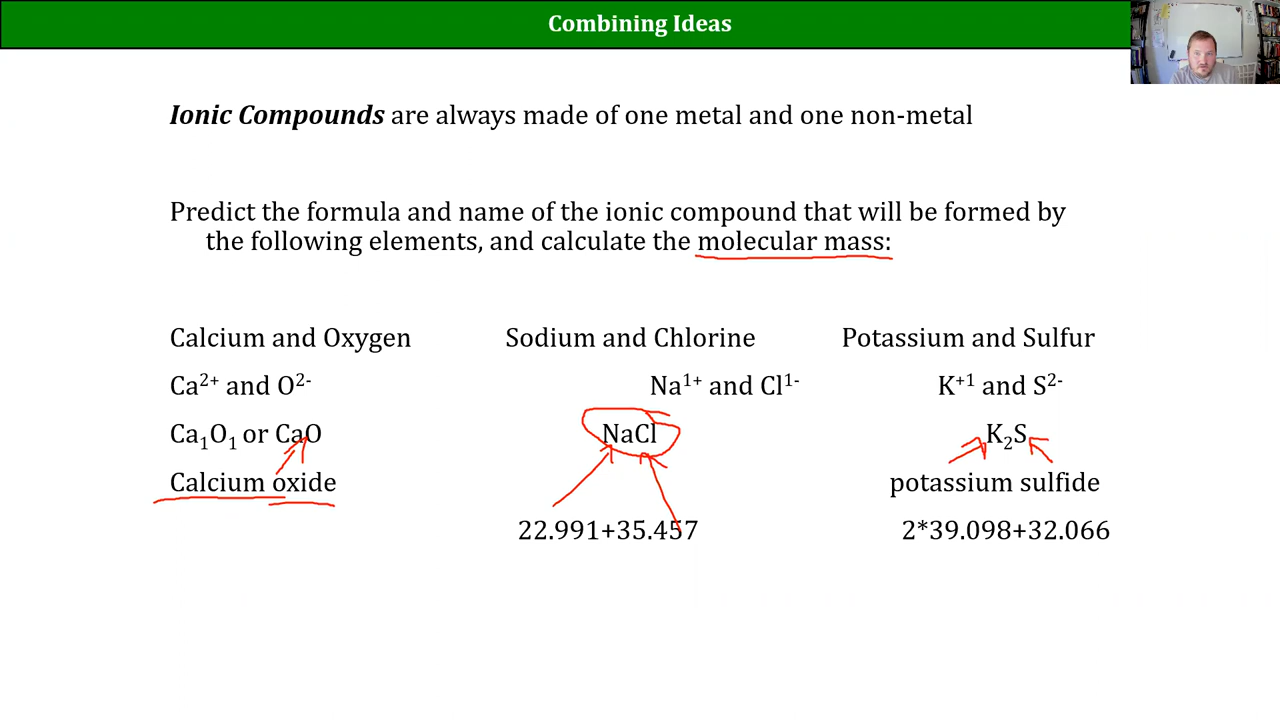 Combining Ideas
Ionic Compounds are always made of one metal and one non-metal
Predict the formula and name of the ionic compound that will be formed by
the following elements, and calculate the molecular mass:
Calcium and Oxygen Sodium and Chlorine Potassium and Sulfur
Ca²⁺ and O²⁻ Na¹⁺ and Cl¹⁻ K⁺¹ and S²⁻
Ca₁O₁ or CaO NaCl K₂S
Calcium oxide potassium sulfide
22.991+35.457 2*39.098+32.066